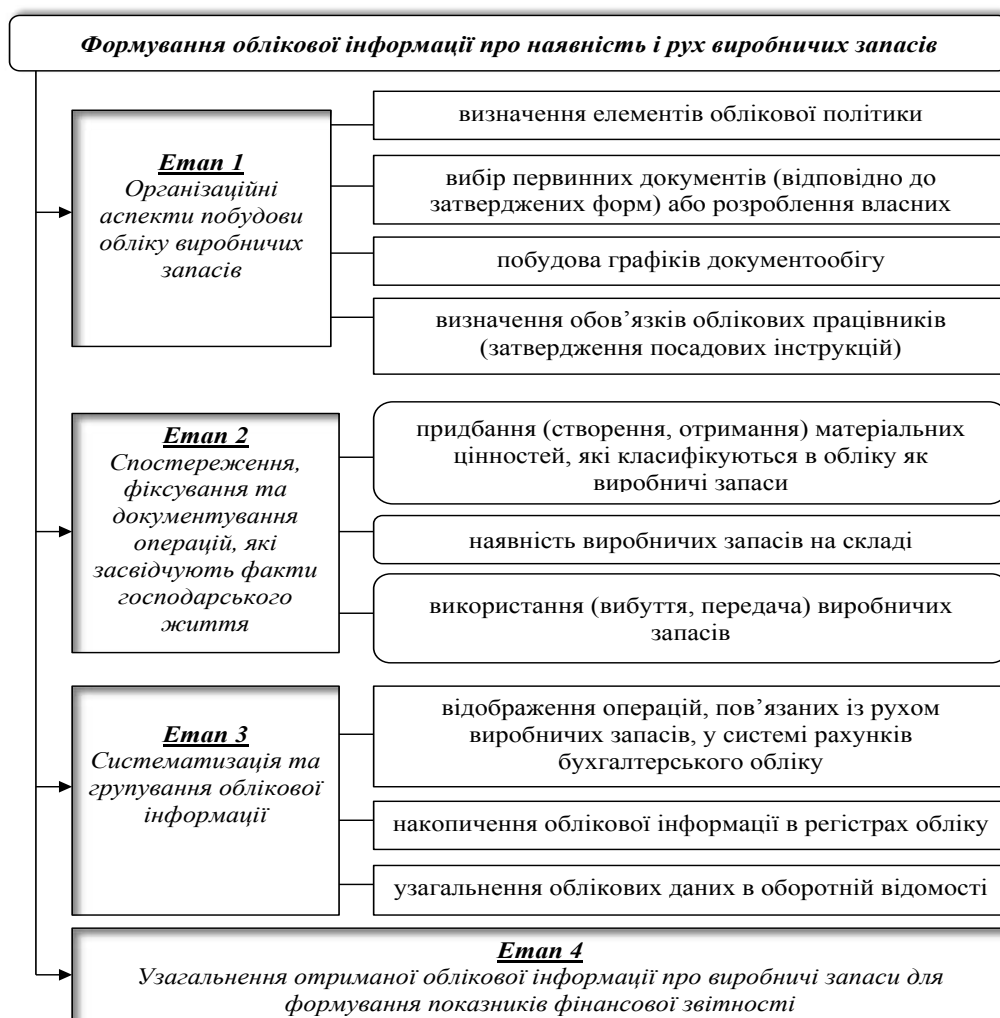 Формування облікової інформації про наявність і рух виробничих запасів
Етап 1
Організаційні
аспекти побудови
обліку виробничих
запасів
визначення елементів облікової політики
вибір первинних документів (відповідно до
затверджених форм) або розроблення власних
побудова графіків документообігу
визначення обов’язків облікових працівників
(затвердження посадових інструкцій)
Етап 2
Спостереження,
фіксування та
документування
операцій, які
засвідчують факти
господарського
життя
придбання (створення, отримання) матеріальних
цінностей, які класифікуються в обліку як
виробничі запаси
наявність виробничих запасів на складі
використання (вибуття, передача) виробничих
запасів
Етап 3
Систематизація та
групування облікової
інформації
відображення операцій, пов’язаних із рухом
виробничих запасів, у системі рахунків
бухгалтерського обліку
накопичення облікової інформації в регістрах обліку
узагальнення облікових даних в оборотній відомості
Етап 4
Узагальнення отриманої облікової інформації про виробничі запаси для
формування показників фінансової звітності